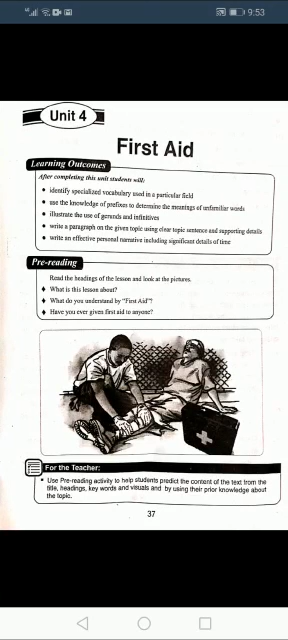 9:53
Unit 4
First Aid
Learning Outcomes
After completing this unit students will:
• identify specialized vocabulary used in a particular field
• use the knowledge of prefixes to determine the meanings of unfamiliar words
• illustrate the use of gerunds and infinitives
• write a paragraph on the given topic using clear topic sentence and supporting details
• write an effective personal narrative including significant details of time
Pre-reading
Read the headings of the lesson and look at the pictures.
♦ What is this lesson about?
♦ What do you understand by "First Aid"?
♦ Have you ever given first aid to anyone?
For the Teacher:
• Use Pre-reading activity to help students predict the content of the text from the
title, headings, key words and visuals and by using their prior knowledge about
the topic.
37